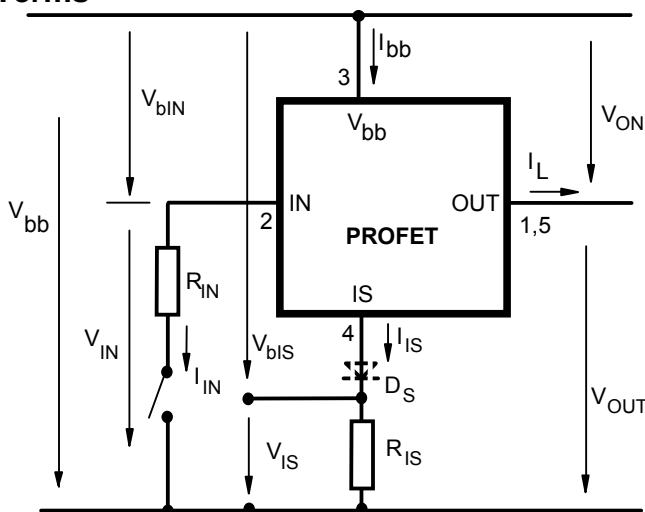 Terms
I_bb
3
V_bb
V_bIN
V_ON
V_bb
I_L
IN
OUT
2
1,5
PROFET
R_IN
IS
4
I_IS
V_IN
I_IN
V_bIS
D_S
V_OUT
V_IS
R_IS